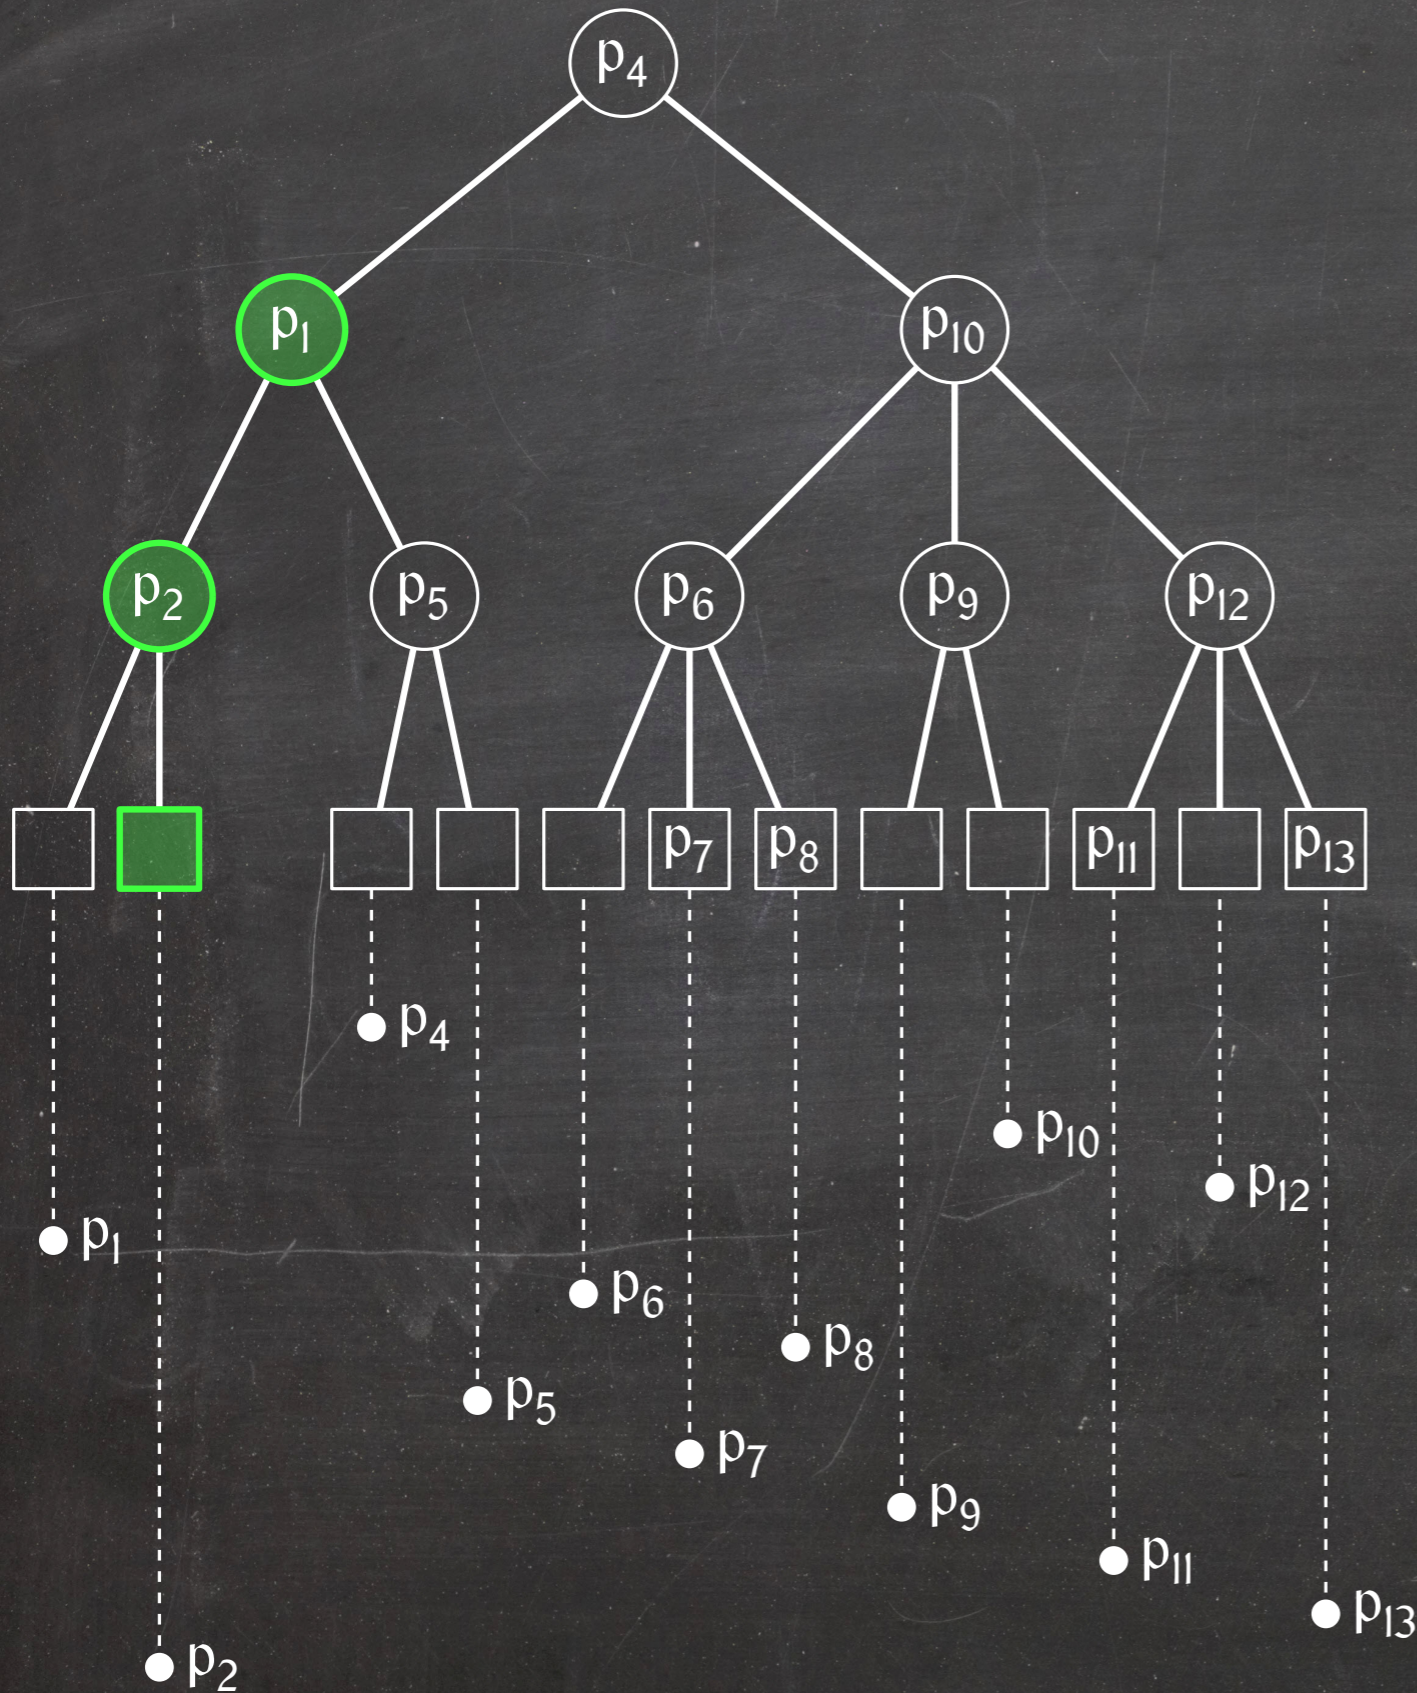 p₄
p₁ p₁₀
p₂ p₅ p₆ p₉ p₁₂
p₇ p₈ p₁₁ p₁₃
p₄
p₁₀
p₁₂
p₁
p₆
p₈
p₅
p₇
p₉
p₁₁
p₁₃
p₂